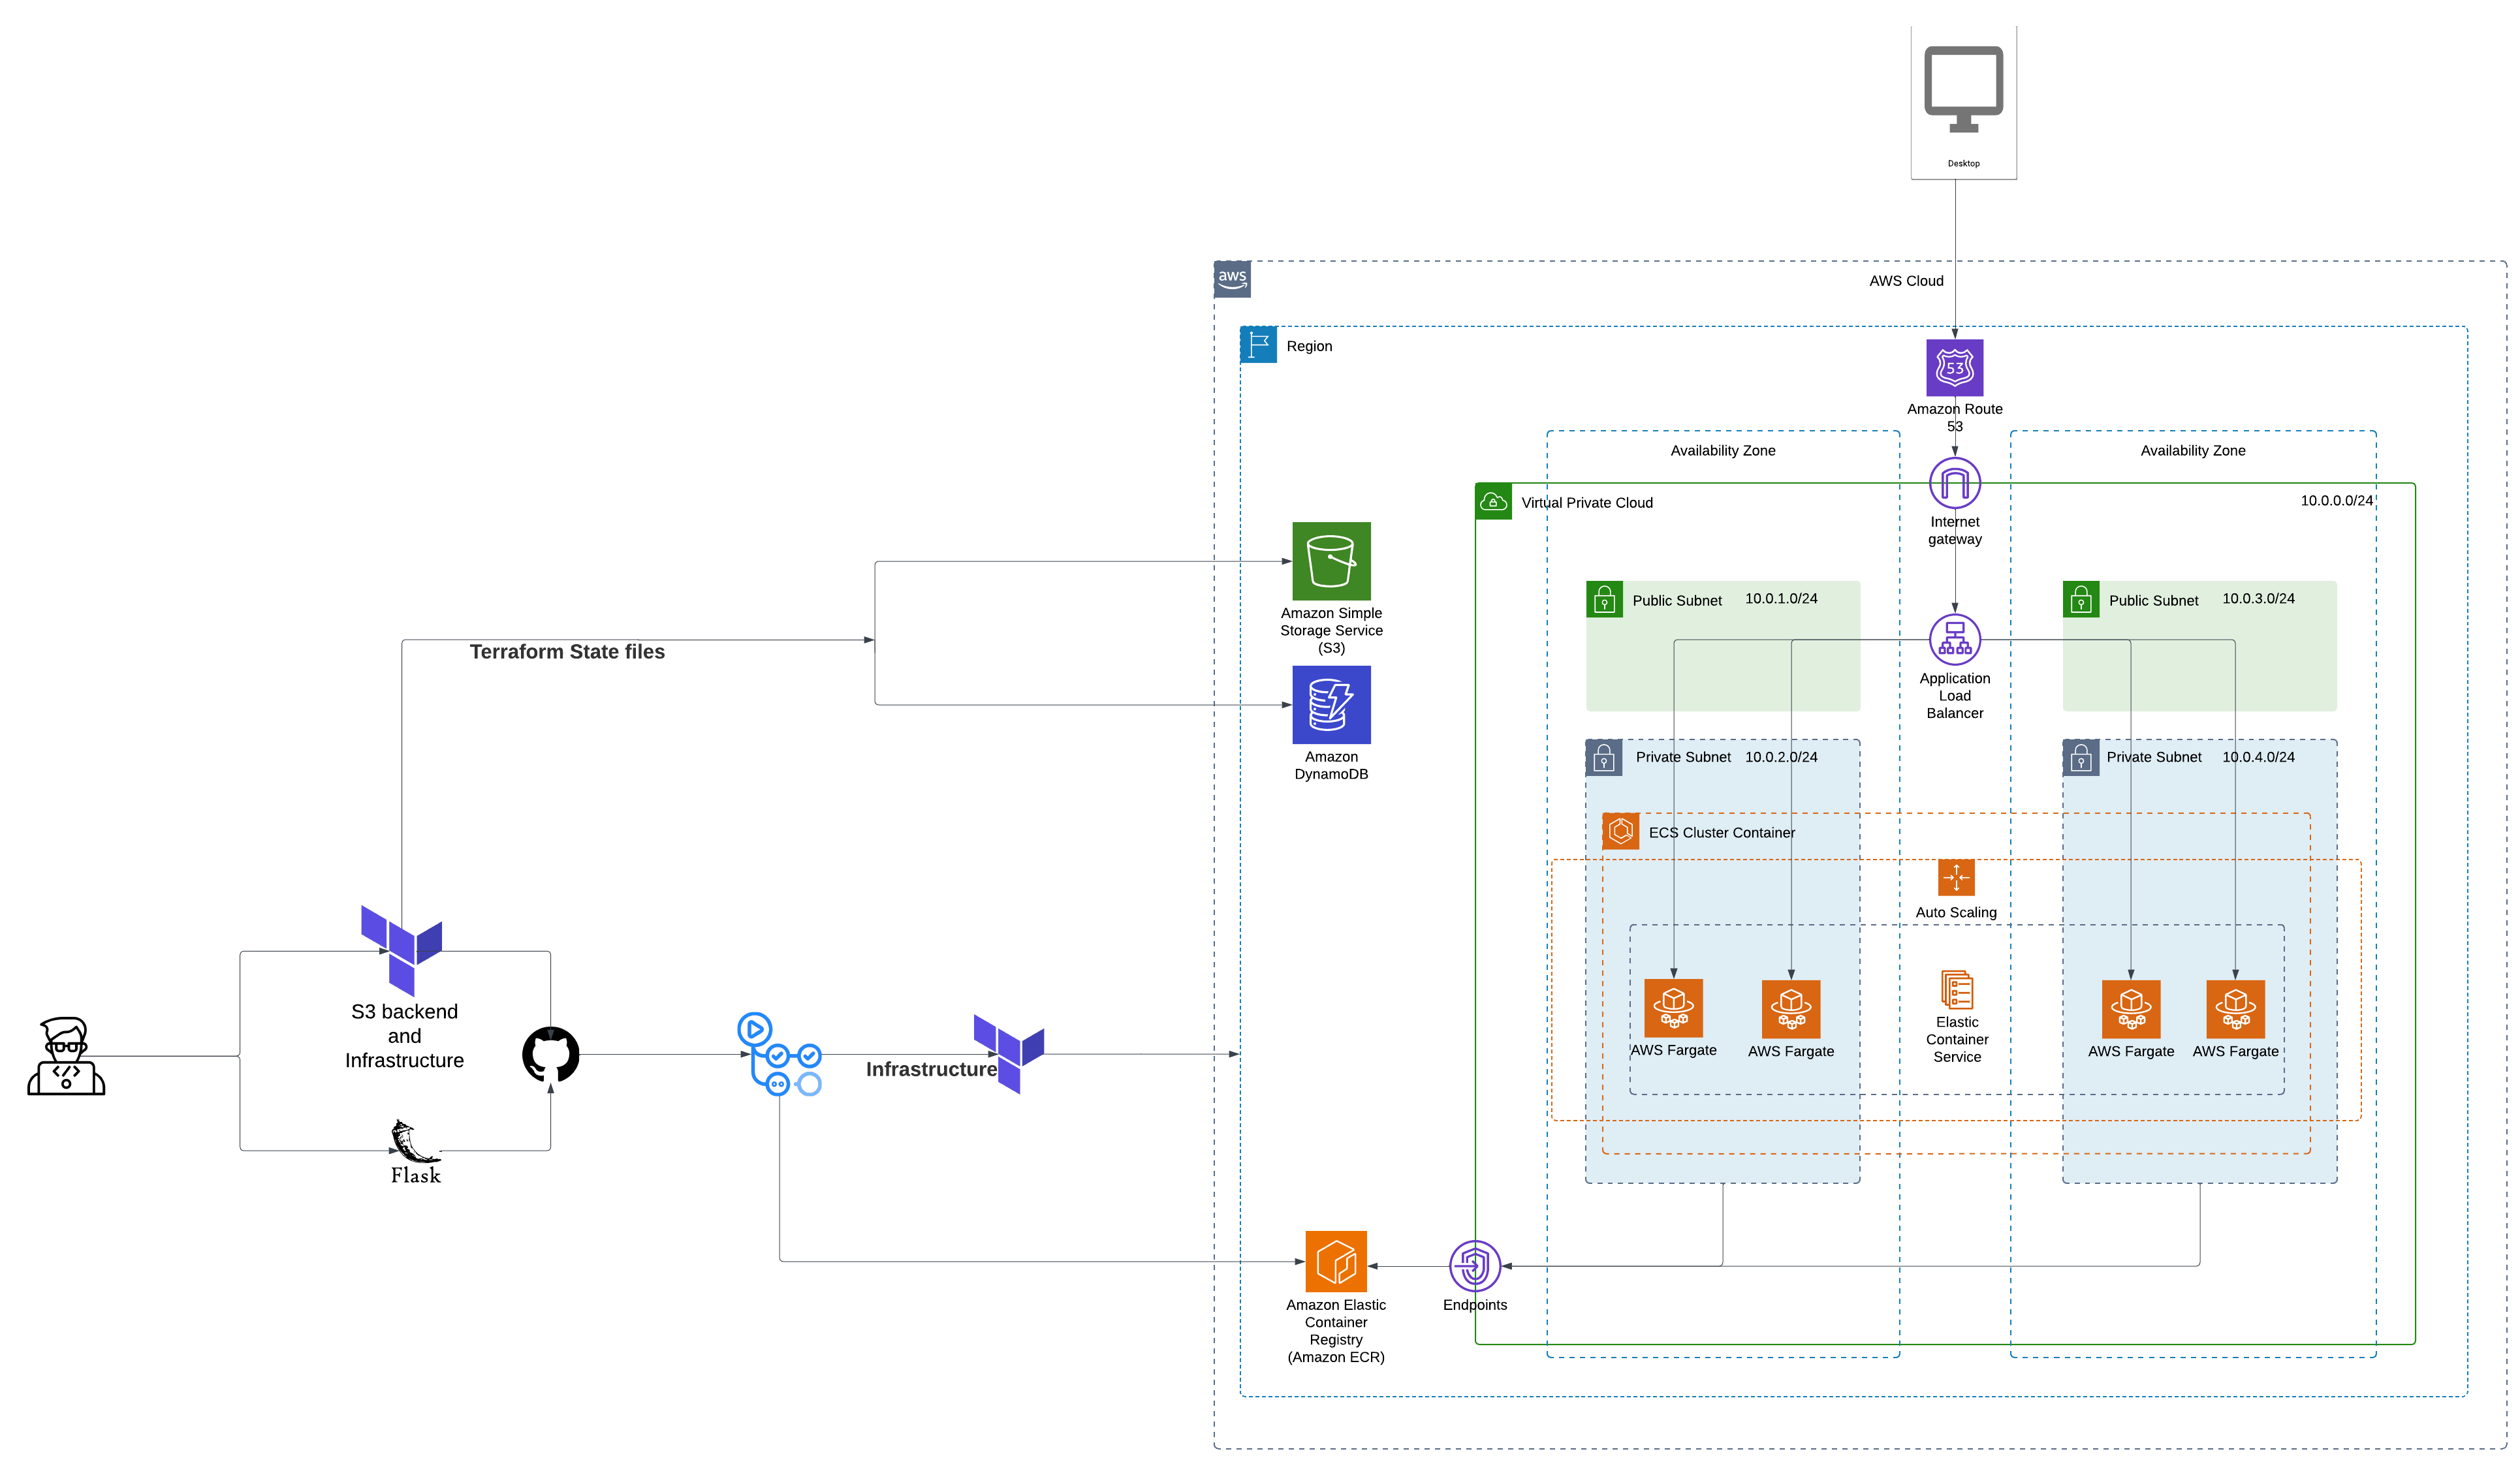 Desktop
aws
AWS Cloud
Region
53
Amazon Route
53
Availability Zone
Availability Zone
Virtual Private Cloud
10.0.0.0/24
Internet
gateway
Public Subnet
10.0.1.0/24
Public Subnet
10.0.3.0/24
Amazon Simple
Storage Service
(S3)
Terraform State files
Application
Load
Balancer
Amazon
DynamoDB
Private Subnet
10.0.2.0/24
Private Subnet
10.0.4.0/24
ECS Cluster Container
Auto Scaling
S3 backend
and
Infrastructure
Elastic
Container
Service
AWS Fargate
AWS Fargate
AWS Fargate
AWS Fargate
Infrastructure
Flask
Amazon Elastic
Container
Registry
(Amazon ECR)
Endpoints